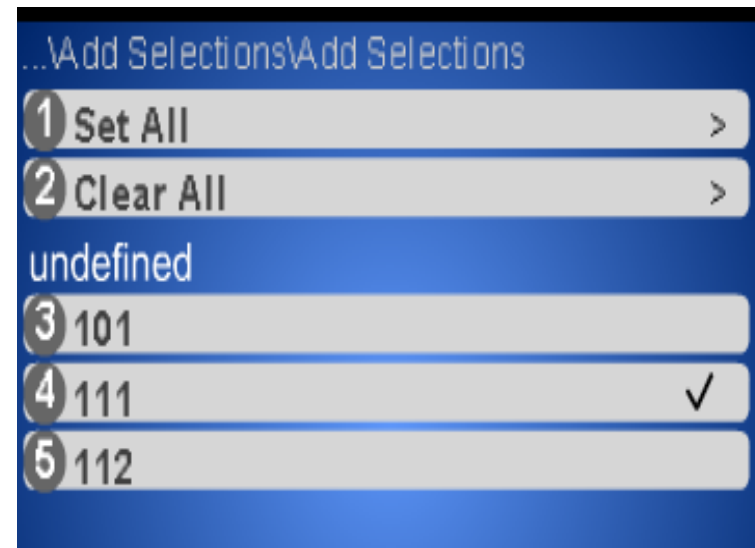 ...\Add Selections\Add Selections
1 Set All >
2 Clear All >
undefined
3 101
4 111 ✓
5 112